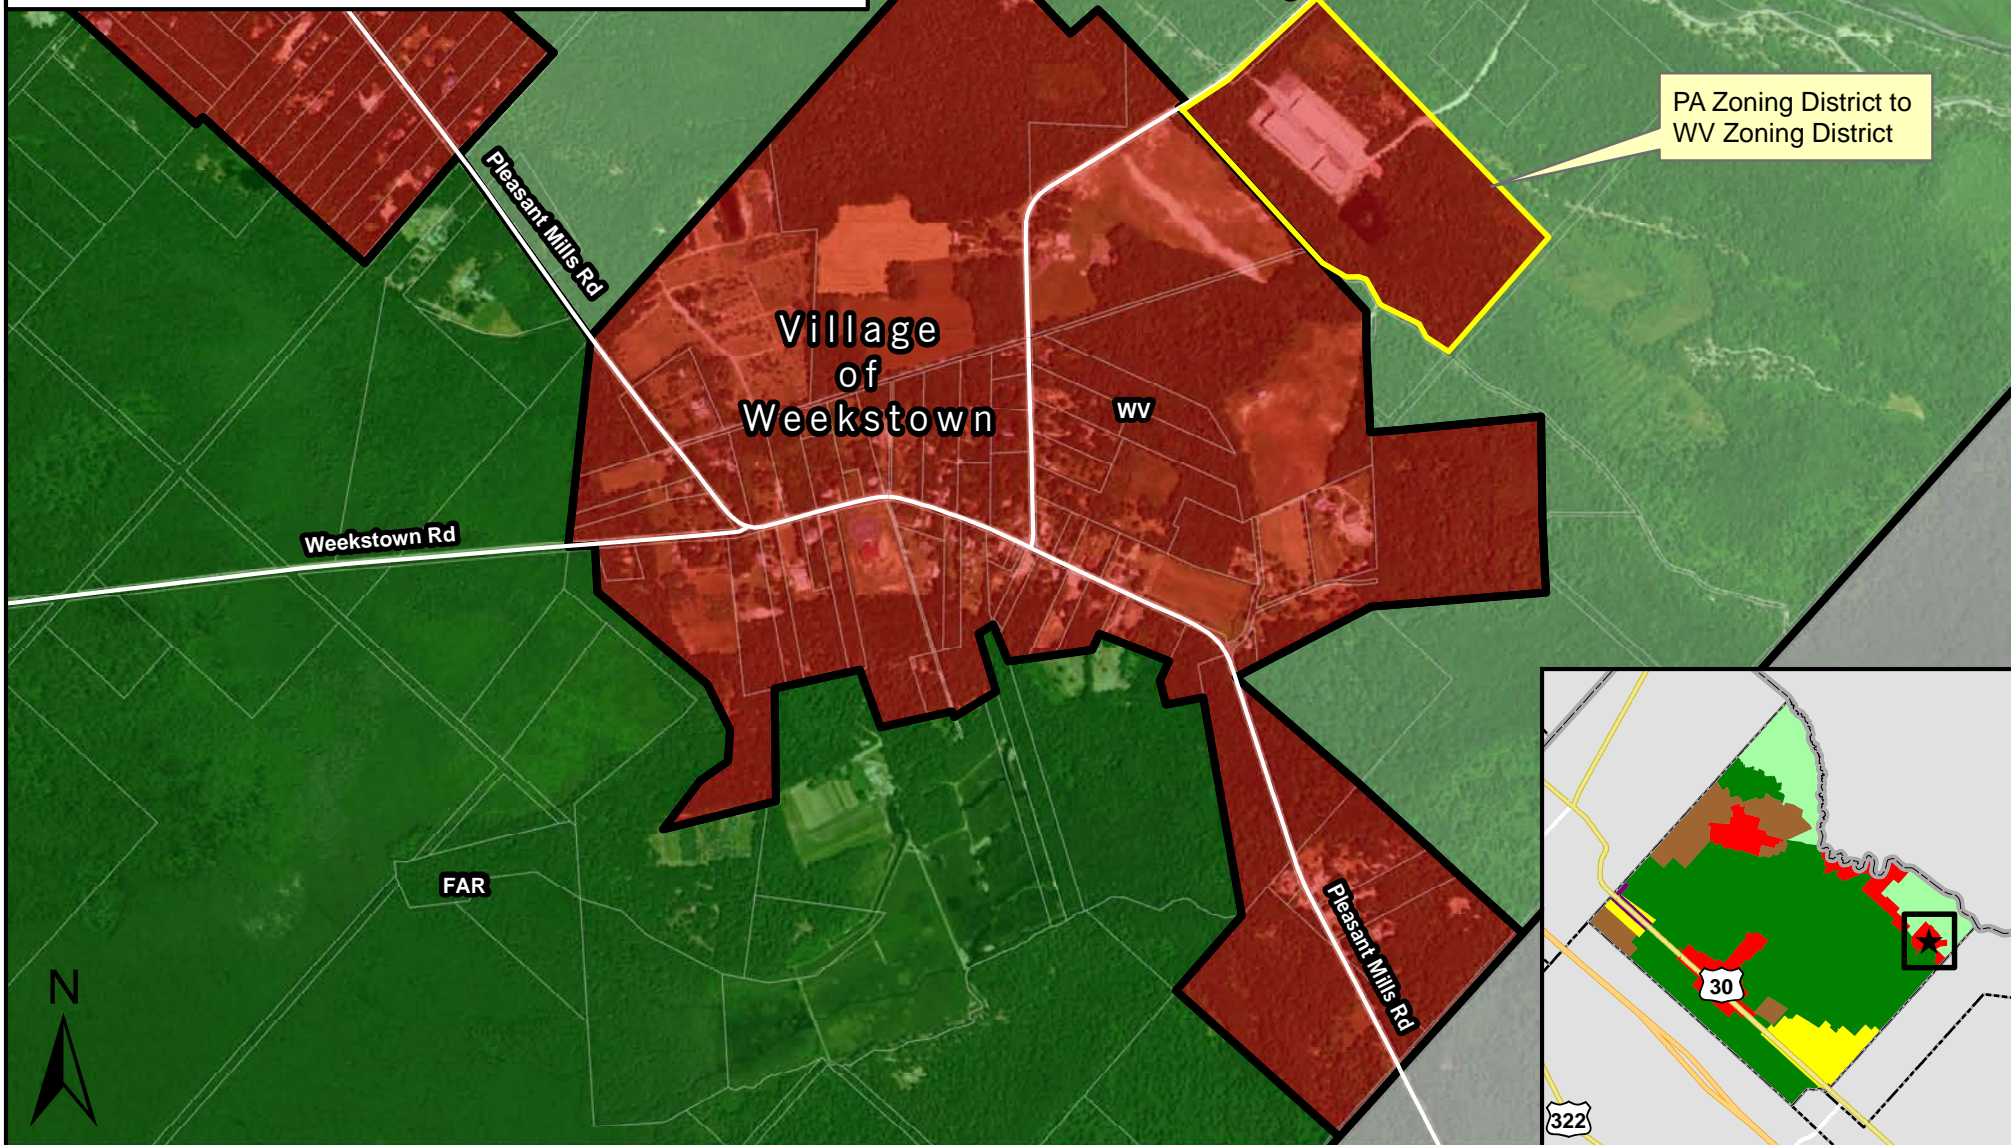 PA Zoning District to
WV Zoning District
Pleasant Mills Rd
Village
of
Weekstown
WV
Weekstown Rd
FAR
Pleasant Mills Rd
N
30
322